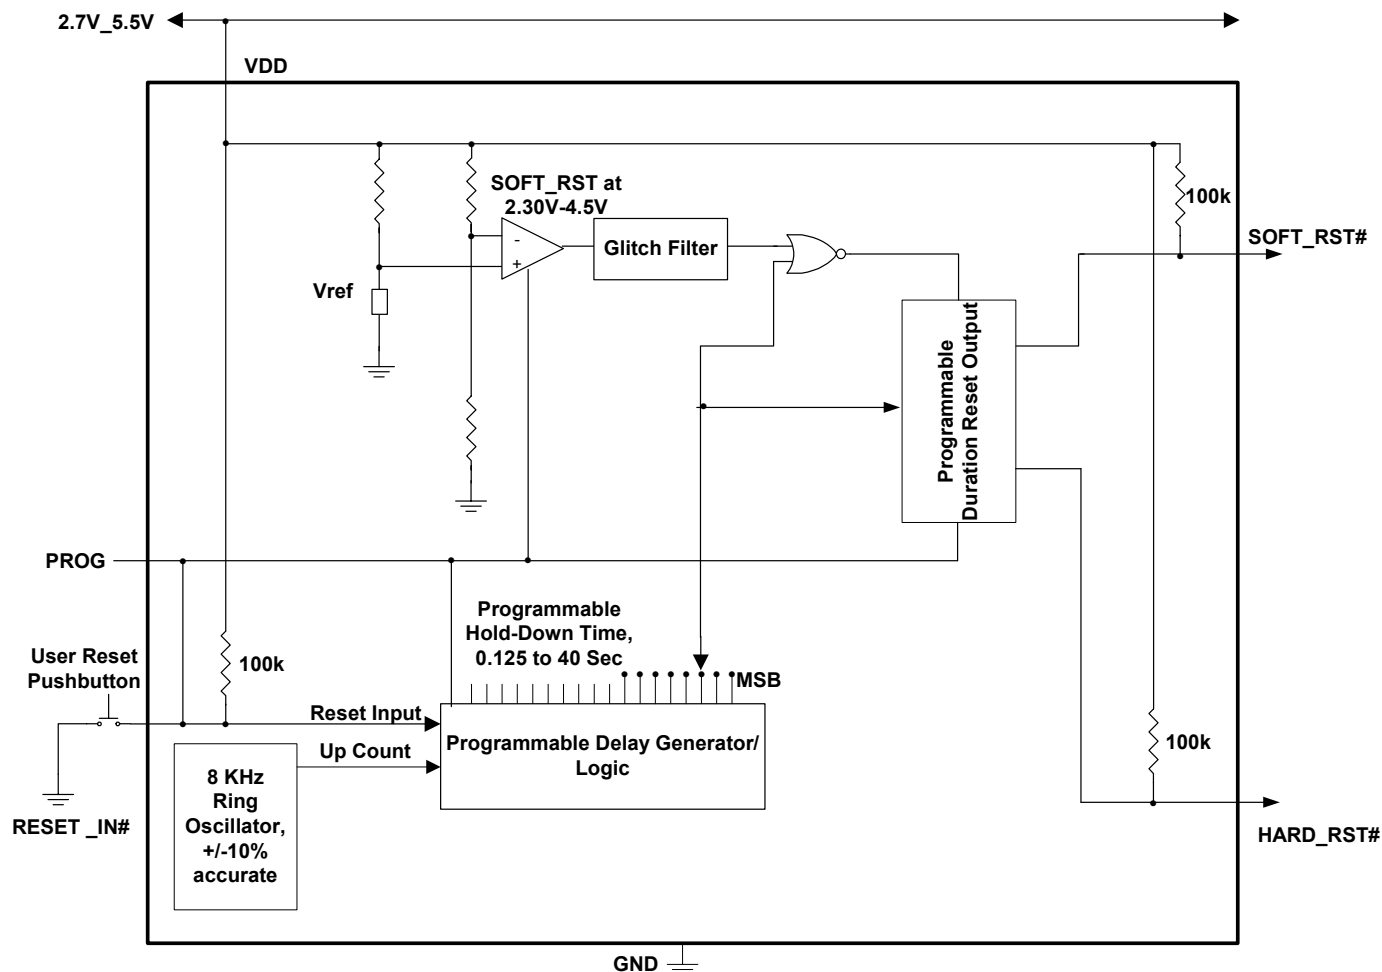 2.7V_5.5V
VDD
SOFT_RST at
2.30V-4.5V
-
+
Glitch Filter
100k
SOFT_RST#
Vref
Programmable
Duration Reset Output
PROG
Programmable
Hold-Down Time,
0.125 to 40 Sec
MSB
User Reset
Pushbutton
100k
Reset Input
Up Count
Programmable Delay Generator/
Logic
100k
8 KHz
Ring
Oscillator,
+/-10%
accurate
RESET _IN#
HARD_RST#
GND